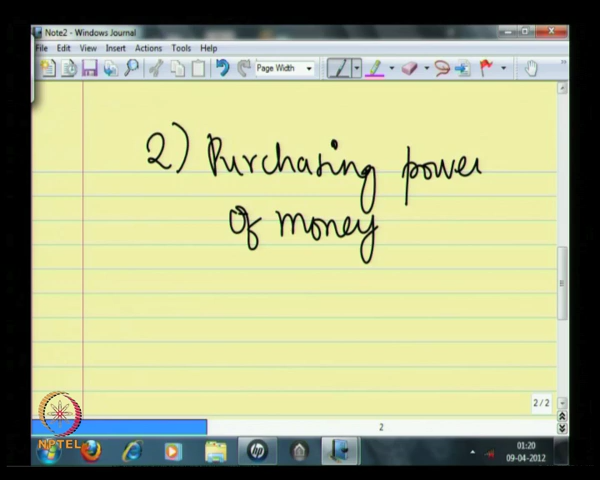 Note2 - Windows Journal
File Edit View Insert Actions Tools Help
Page Width
2) Purchasing power
of money
2 / 2
2
NPTEL
01:20
09-04-2012